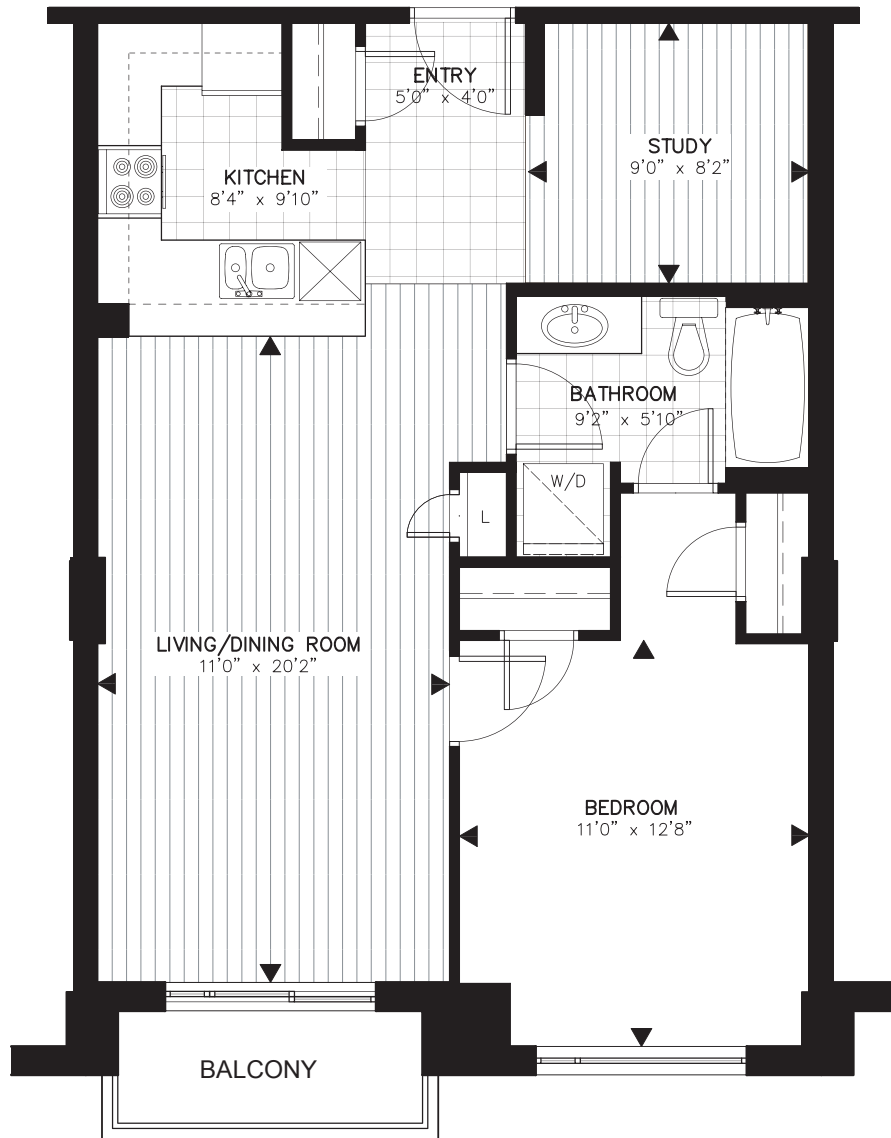 ENTRY
5'0" x 4'0"
STUDY
9'0" x 8'2"
KITCHEN
8'4" x 9'10"
BATHROOM
9'2" x 5'10"
W/D
L
LIVING/DINING ROOM
11'0" x 20'2"
BEDROOM
11'0" x 12'8"
BALCONY